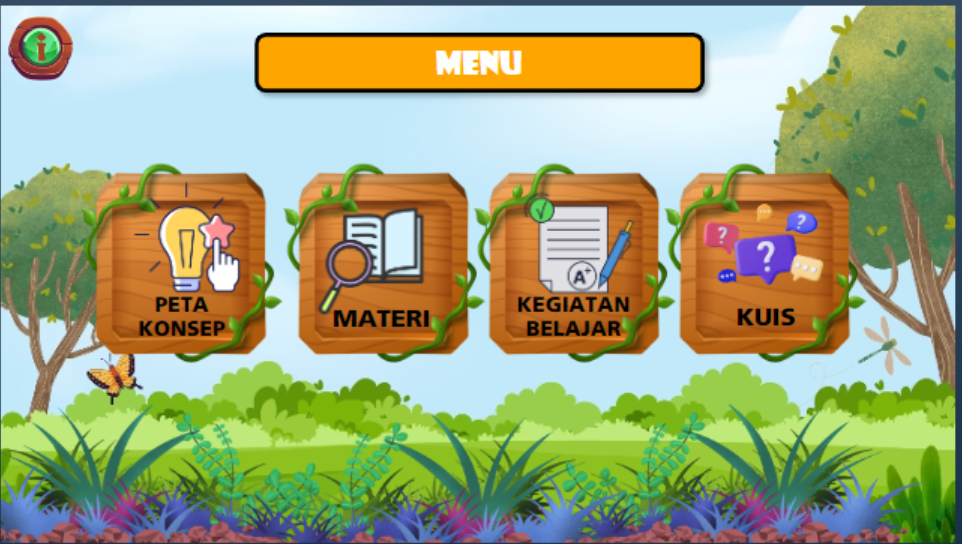 i
MENU
PETA
KONSEP
MATERI
A+
KEGIATAN
BELAJAR
?
?
?
KUIS